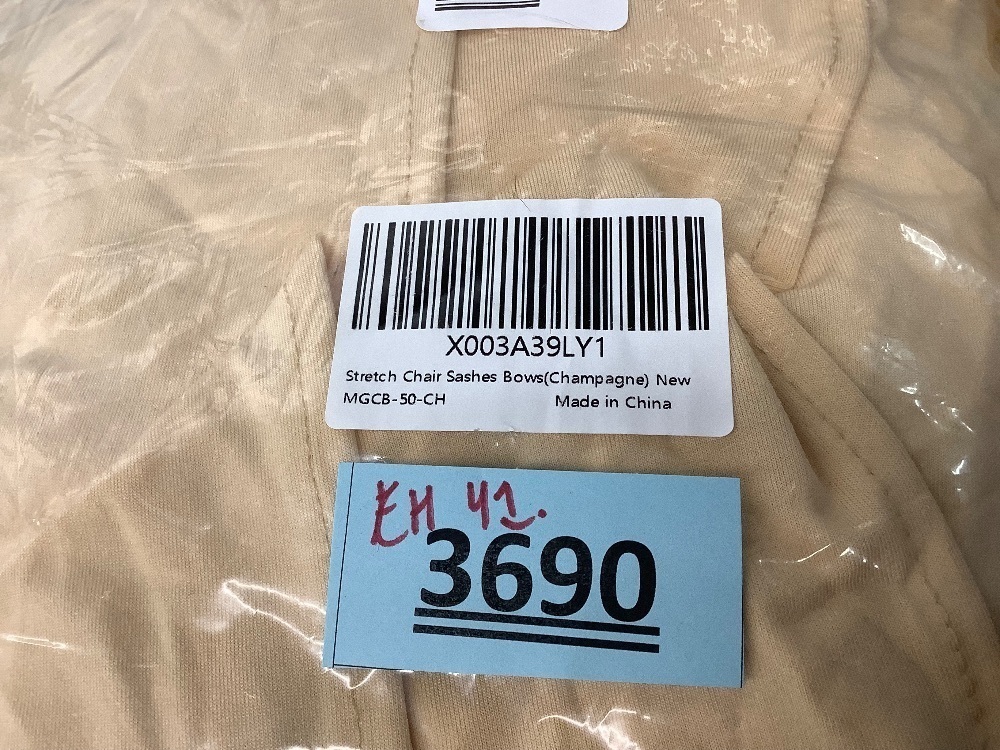 X003A39LY1
Stretch Chair Sashes Bows(Champagne) New
MGCB-50-CH Made in China
EH 41.
3690